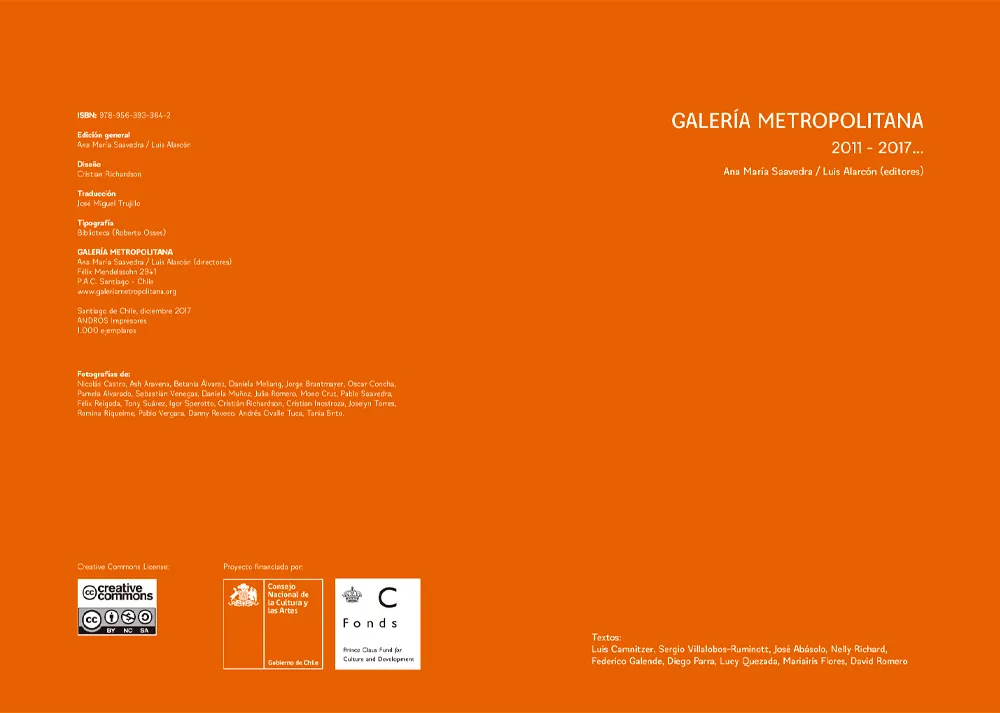 ISBN: 978-956-393-364-2
Edición general
Ana María Saavedra / Luis Alarcón
Diseño
Cristian Richardson
Traducción
José Miguel Trujillo
Tipografía
Biblioteca (Roberto Osses)
GALERÍA METROPOLITANA
Ana María Saavedra / Luis Alarcón (directores)
Félix Mendelssohn 2941
P.A.C. Santiago - Chile
www.galeriametropolitana.org
Santiago de Chile, diciembre 2017
ANDROS Impresores
1.000 ejemplares
Fotografías de:
Nicolás Castro, Ash Aravena, Betania Álvarez, Daniela Meliang, Jorge Brantmayer, Oscar Concha,
Pamela Alvarado, Sebastián Venegas, Daniela Muñoz, Julia Romero, Mono Cruz, Pablo Saavedra,
Félix Reigada, Tony Suárez, Igor Sperotto, Cristián Richardson, Cristian Inostroza, Joselyn Torres,
Romina Riquelme, Pablo Vergara, Danny Reveco, Andrés Ovalle Tuca, Tania Brito.
Creative Commons License:
creative
commons
cc
BY NC SA
Proyecto financiado por:
Consejo
Nacional de
la Cultura y
las Artes
Gobierno de Chile
C
Fonds
Prince Claus Fund for
Culture and Development
GALERÍA METROPOLITANA
2011 - 2017...
Ana María Saavedra / Luis Alarcón (editores)
Textos:
Luis Camnitzer, Sergio Villalobos-Ruminott, José Abásolo, Nelly Richard,
Federico Galende, Diego Parra, Lucy Quezada, Mariairis Flores, David Romero